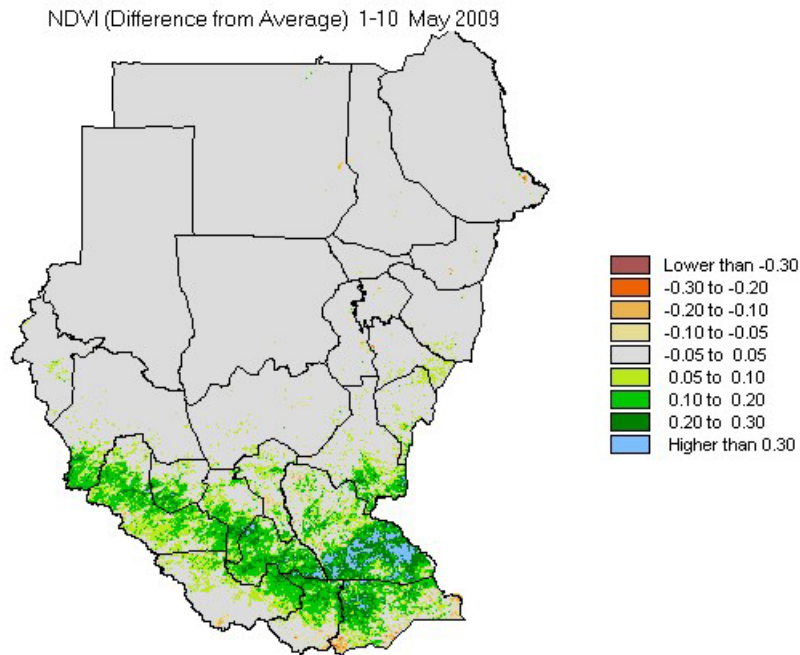 NDVI (Difference from Average) 1-10 May 2009
Lower than -0.30
-0.30 to -0.20
-0.20 to -0.10
-0.10 to -0.05
-0.05 to 0.05
0.05 to 0.10
0.10 to 0.20
0.20 to 0.30
Higher than 0.30